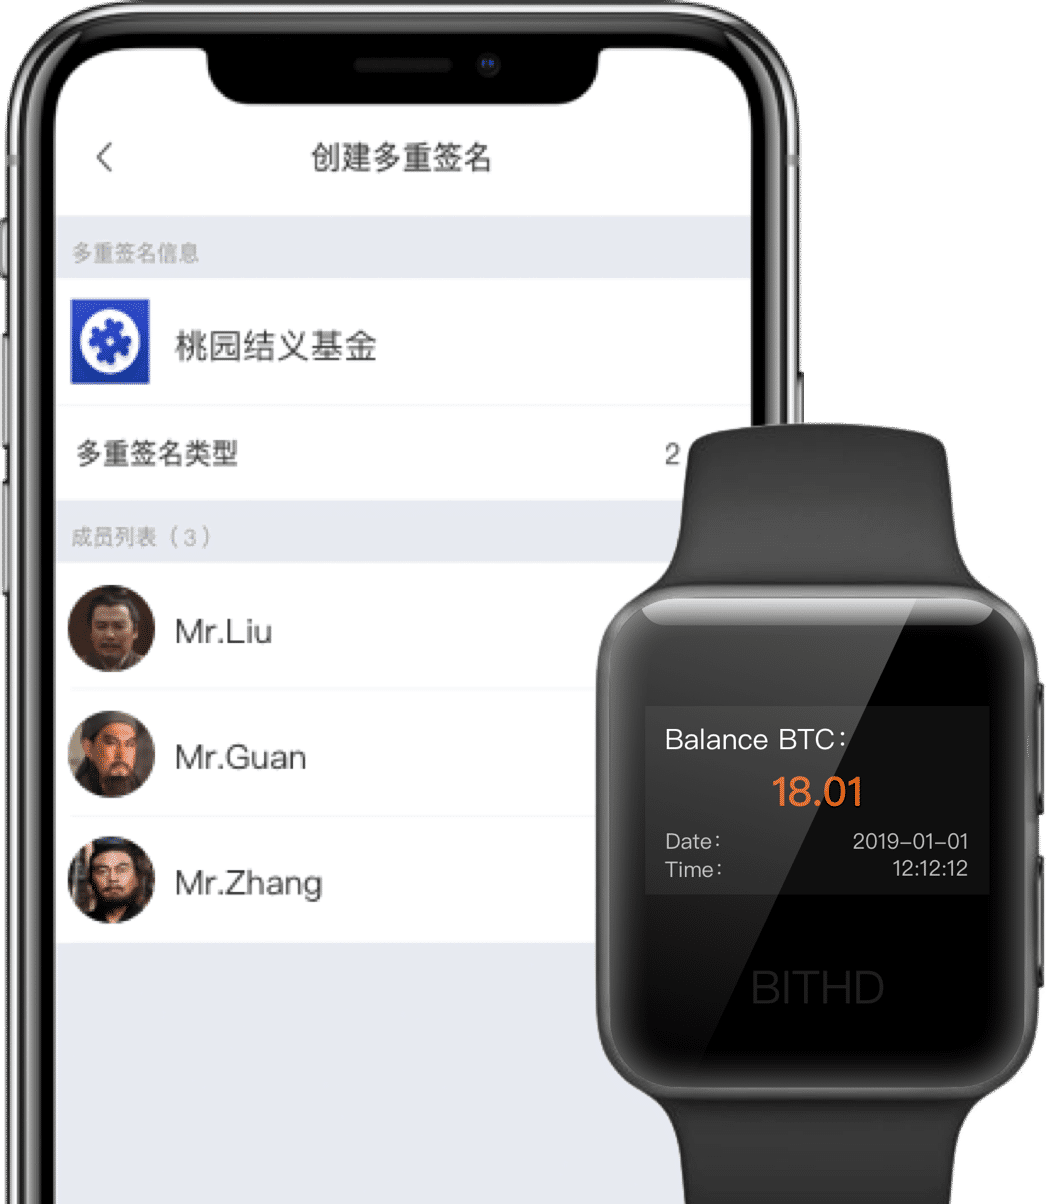 创建多重签名
多重签名信息
桃园结义基金
多重签名类型
2
成员列表（3）
Mr.Liu
Mr.Guan
Mr.Zhang
Balance BTC:
18.01
Date: 2019-01-01
Time: 12:12:12
BITHD